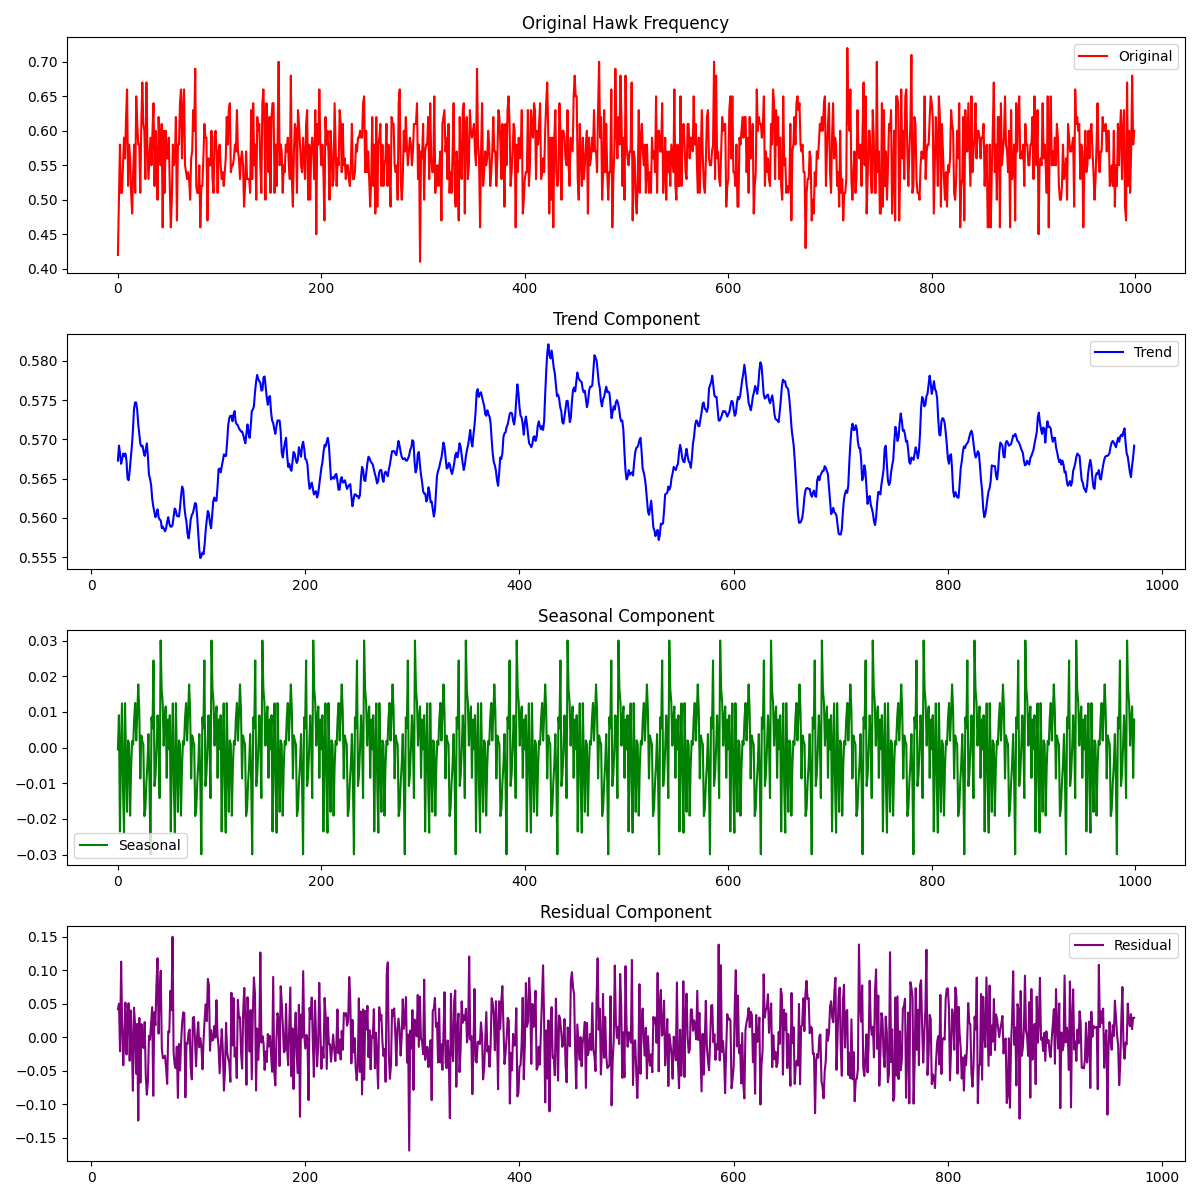 Original Hawk Frequency
Original
0.70
0.65
0.60
0.55
0.50
0.45
0.40
0 200 400 600 800 1000
Trend Component
Trend
0.580
0.575
0.570
0.565
0.560
0.555
0 200 400 600 800 1000
Seasonal Component
0.03
0.02
0.01
0.00
−0.01
−0.02
−0.03
Seasonal
0 200 400 600 800 1000
Residual Component
Residual
0.15
0.10
0.05
0.00
−0.05
−0.10
−0.15
0 200 400 600 800 1000